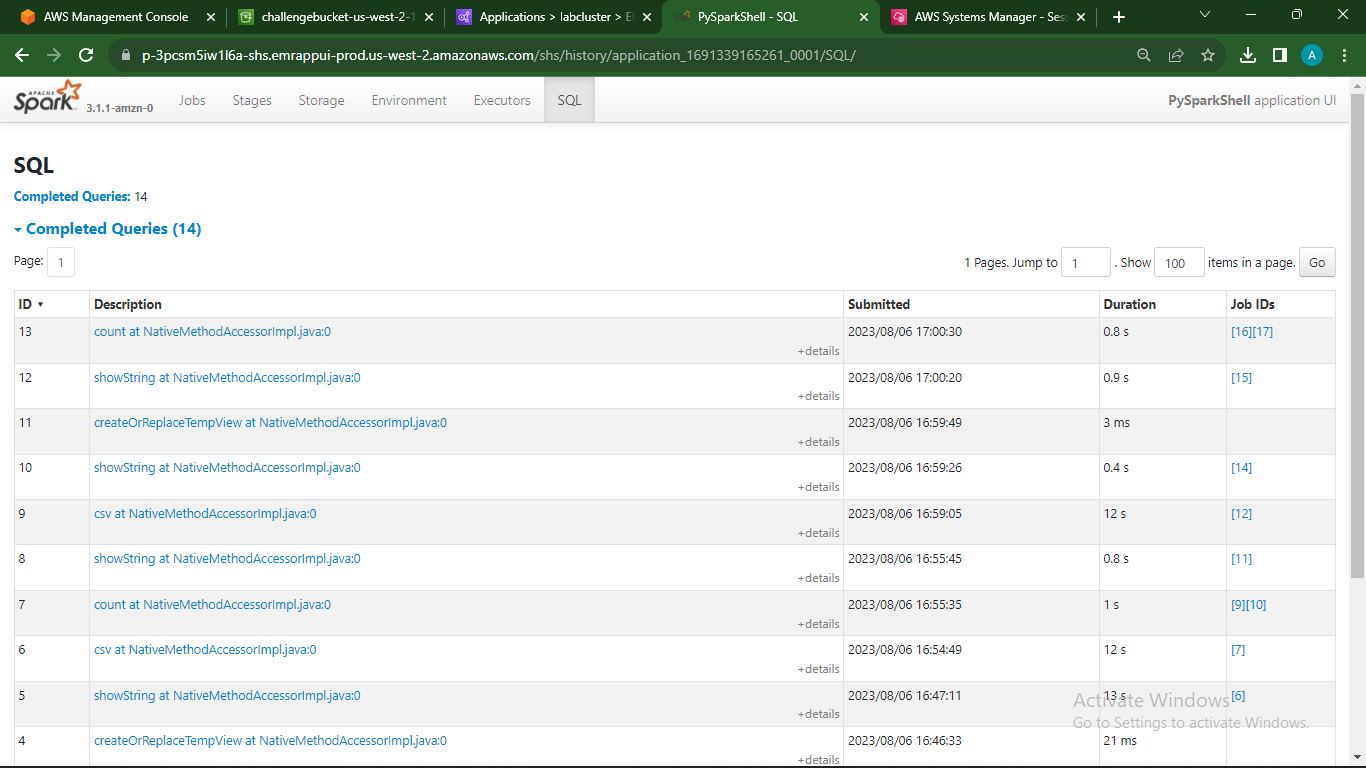 AWS Management Console
challengebucket-us-west-2-1
Applications > labcluster > E
PySparkShell - SQL
AWS Systems Manager - Ses
p-3pcsm5iw1l6a-shs.emrappui-prod.us-west-2.amazonaws.com/shs/history/application_1691339165261_0001/SQL/
A
APACHE
Spark 3.1.1-amzn-0 Jobs Stages Storage Environment Executors SQL PySparkShell application UI
SQL
Completed Queries: 14
Completed Queries (14)
Page: 1 1 Pages. Jump to 1 . Show 100 items in a page. Go
ID ▾ Description Submitted Duration Job IDs
13 count at NativeMethodAccessorImpl.java:0 2023/08/06 17:00:30 0.8 s [16][17]
+details
12 showString at NativeMethodAccessorImpl.java:0 2023/08/06 17:00:20 0.9 s [15]
+details
11 createOrReplaceTempView at NativeMethodAccessorImpl.java:0 2023/08/06 16:59:49 3 ms
+details
10 showString at NativeMethodAccessorImpl.java:0 2023/08/06 16:59:26 0.4 s [14]
+details
9 csv at NativeMethodAccessorImpl.java:0 2023/08/06 16:59:05 12 s [12]
+details
8 showString at NativeMethodAccessorImpl.java:0 2023/08/06 16:55:45 0.8 s [11]
+details
7 count at NativeMethodAccessorImpl.java:0 2023/08/06 16:55:35 1 s [9][10]
+details
6 csv at NativeMethodAccessorImpl.java:0 2023/08/06 16:54:49 12 s [7]
+details
5 showString at NativeMethodAccessorImpl.java:0 2023/08/06 16:47:11 13 s [6]
+details
4 createOrReplaceTempView at NativeMethodAccessorImpl.java:0 2023/08/06 16:46:33 21 ms
+details
Activate Windows
Go to Settings to activate Windows.